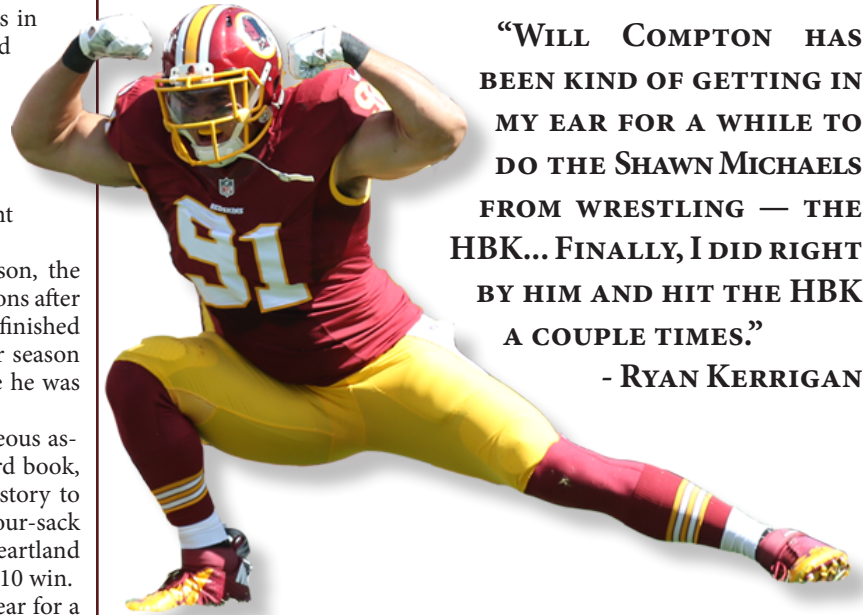 s in
d
nt
son, the
ons after
finished
r season
e he was
eous as-
rd book,
story to
our-sack
eartland
10 win.
ear for a
“Will Compton has
been kind of getting in
my ear for a while to
do the Shawn Michaels
from wrestling — the
HBK... Finally, I did right
by him and hit the HBK
a couple times.”
- Ryan Kerrigan
91
REDSKINS
91
NFL